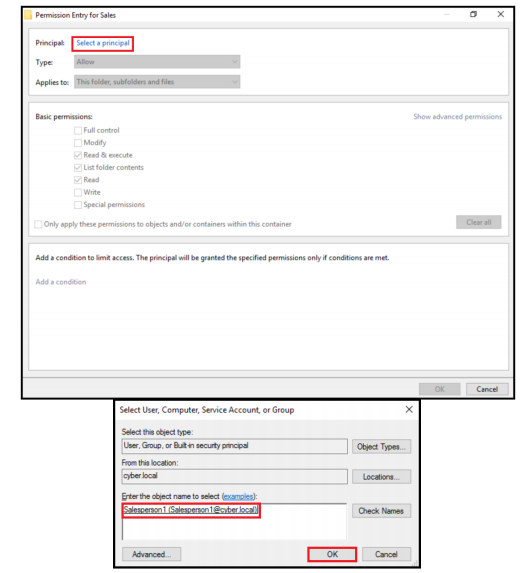 Permission Entry for Sales
Principal: Select a principal
Type: Allow
Applies to: This folder, subfolders and files
Basic permissions: Show advanced permissions
Full control
Modify
Read & execute
List folder contents
Read
Write
Special permissions
Only apply these permissions to objects and/or containers within this container Clear all
Add a condition to limit access. The principal will be granted the specified permissions only if conditions are met.
Add a condition
OK Cancel
Select User, Computer, Service Account, or Group
Select this object type:
User, Group, or Built-in security principal Object Types...
From this location:
cyber.local Locations...
Enter the object name to select (examples):
Salesperson1 (Salesperson1@cyber.local) Check Names
Advanced... OK Cancel